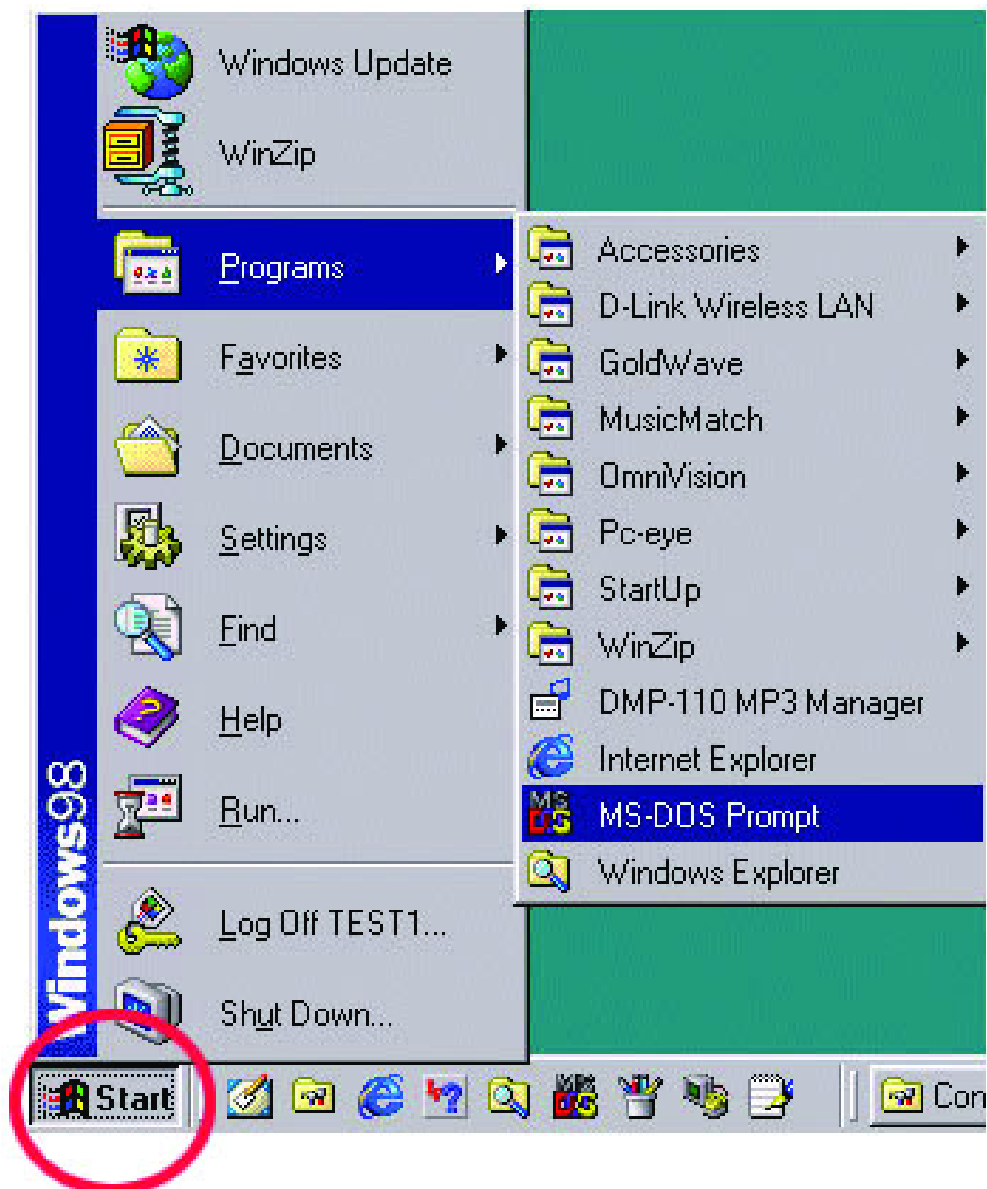 Windows Update
WinZip
Programs
Favorites
Documents
Settings
Find
Help
Run...
Log Off TEST1...
Shut Down...
Windows98
Accessories
D-Link Wireless LAN
GoldWave
MusicMatch
OmniVision
Pc-eye
StartUp
WinZip
DMP-110 MP3 Manager
Internet Explorer
MS-DOS Prompt
Windows Explorer
Start
Con